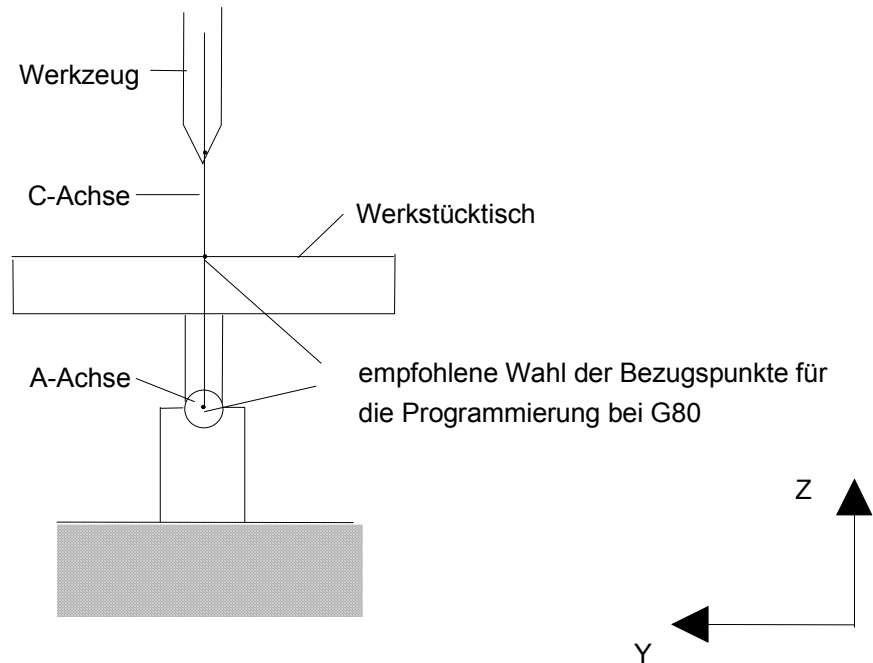 Werkzeug
C-Achse
Werkstücktisch
A-Achse
empfohlene Wahl der Bezugspunkte für
die Programmierung bei G80
Z
Y